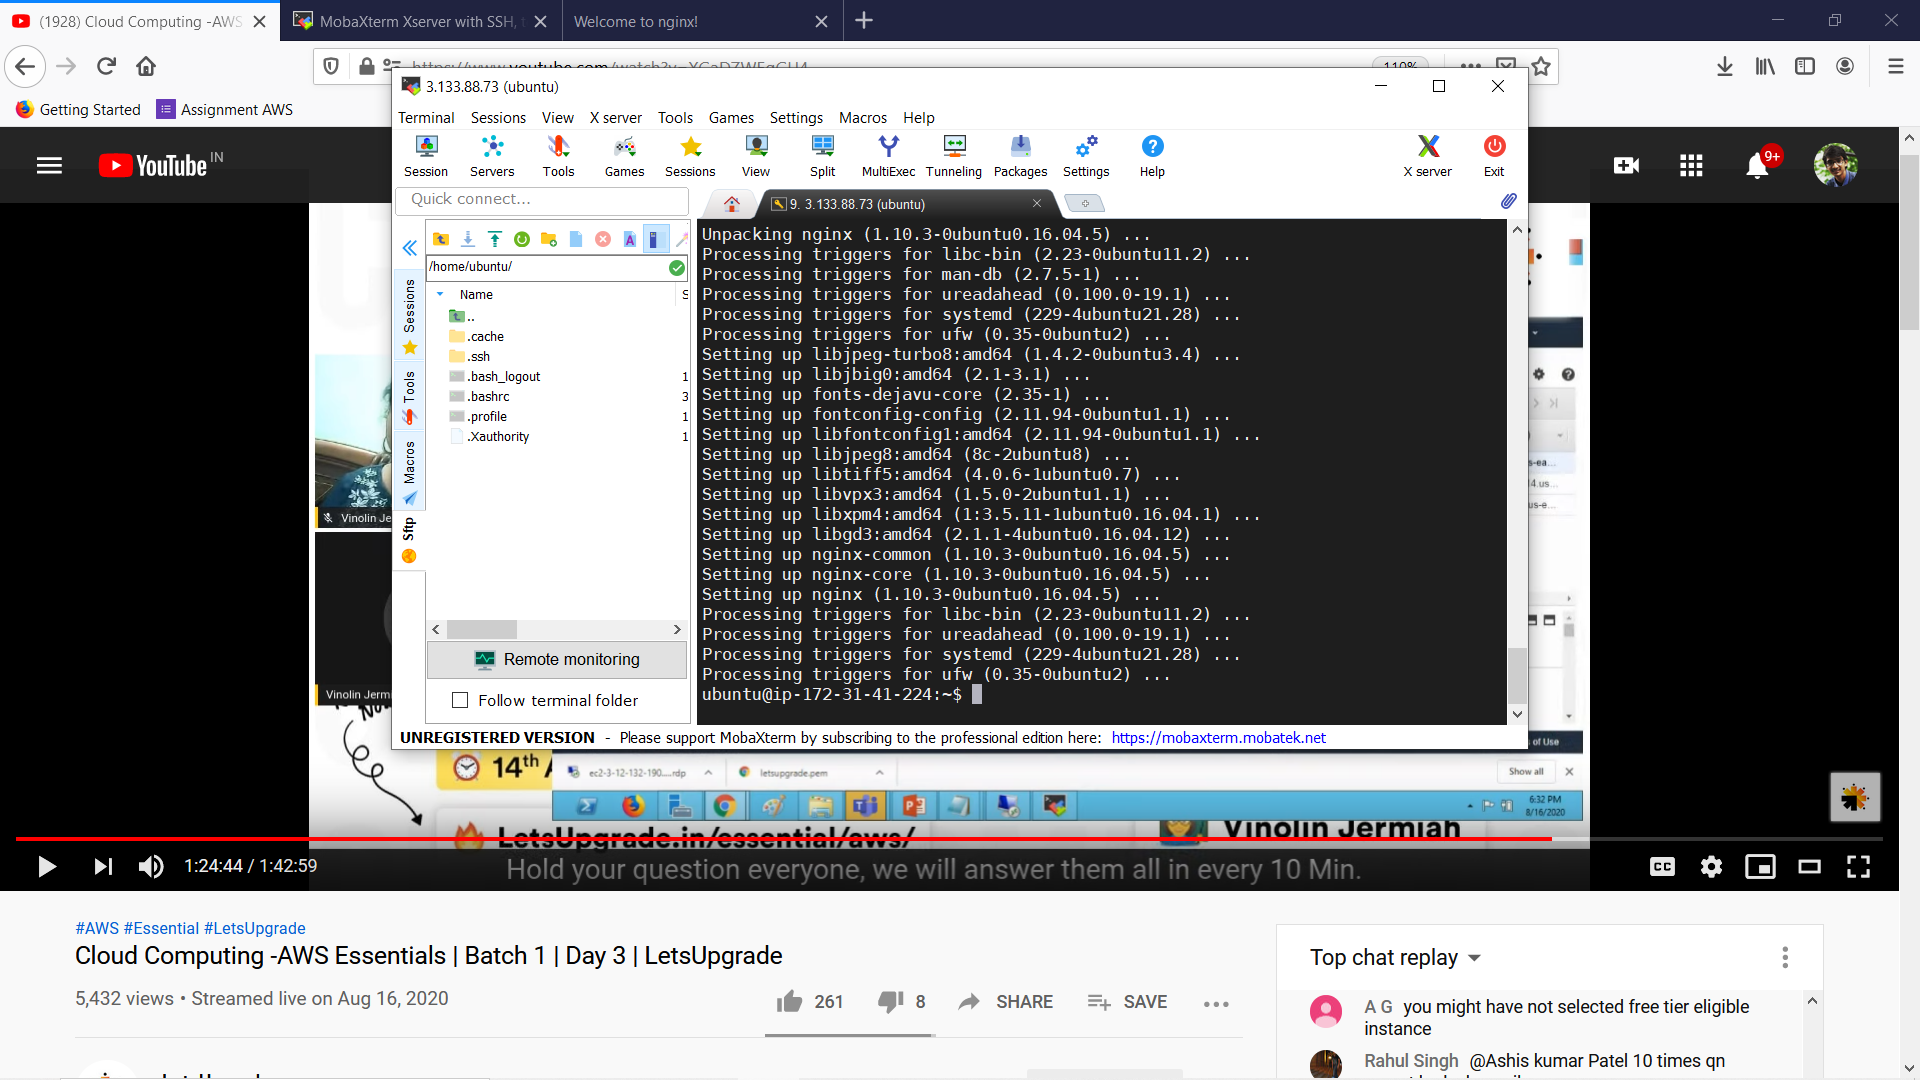 (1928) Cloud Computing -AWS
MobaXterm Xserver with SSH,
Welcome to nginx!
110%
Getting Started
Assignment AWS
YouTube IN
9+
3.133.88.73 (ubuntu)
Terminal Sessions View X server Tools Games Settings Macros Help
Session Servers Tools Games Sessions View Split MultiExec Tunneling Packages Settings Help X server Exit
Quick connect...
9. 3.133.88.73 (ubuntu)
/home/ubuntu/
Name S
..
.cache
.ssh
.bash_logout 1
.bashrc 3
.profile 1
.Xauthority 1
Sessions
Tools
Macros
Sftp
Remote monitoring
Follow terminal folder
Unpacking nginx (1.10.3-0ubuntu0.16.04.5) ...
Processing triggers for libc-bin (2.23-0ubuntu11.2) ...
Processing triggers for man-db (2.7.5-1) ...
Processing triggers for ureadahead (0.100.0-19.1) ...
Processing triggers for systemd (229-4ubuntu21.28) ...
Processing triggers for ufw (0.35-0ubuntu2) ...
Setting up libjpeg-turbo8:amd64 (1.4.2-0ubuntu3.4) ...
Setting up libjbig0:amd64 (2.1-3.1) ...
Setting up fonts-dejavu-core (2.35-1) ...
Setting up fontconfig-config (2.11.94-0ubuntu1.1) ...
Setting up libfontconfig1:amd64 (2.11.94-0ubuntu1.1) ...
Setting up libjpeg8:amd64 (8c-2ubuntu8) ...
Setting up libtiff5:amd64 (4.0.6-1ubuntu0.7) ...
Setting up libvpx3:amd64 (1.5.0-2ubuntu1.1) ...
Setting up libxpm4:amd64 (1:3.5.11-1ubuntu0.16.04.1) ...
Setting up libgd3:amd64 (2.1.1-4ubuntu0.16.04.12) ...
Setting up nginx-common (1.10.3-0ubuntu0.16.04.5) ...
Setting up nginx-core (1.10.3-0ubuntu0.16.04.5) ...
Setting up nginx (1.10.3-0ubuntu0.16.04.5) ...
Processing triggers for libc-bin (2.23-0ubuntu11.2) ...
Processing triggers for ureadahead (0.100.0-19.1) ...
Processing triggers for systemd (229-4ubuntu21.28) ...
Processing triggers for ufw (0.35-0ubuntu2) ...
ubuntu@ip-172-31-41-224:~$
UNREGISTERED VERSION - Please support MobaXterm by subscribing to the professional edition here: https://mobaxterm.mobatek.net
Vinolin Je
Vinolin Jermi
of Use
14th A
ec2-3-12-132-190....rdp
letsupgrade.pem
Show all
6:32 PM
8/16/2020
LetsUpgrade.in/essential/aws/
Vinolin Jermiah
1:24:44 / 1:42:59
Hold your question everyone, we will answer them all in every 10 Min.
CC
#AWS #Essential #LetsUpgrade
Cloud Computing -AWS Essentials | Batch 1 | Day 3 | LetsUpgrade
5,432 views • Streamed live on Aug 16, 2020
261 8 SHARE SAVE
Top chat replay
A G you might have not selected free tier eligible
instance
Rahul Singh @Ashis kumar Patel 10 times qn